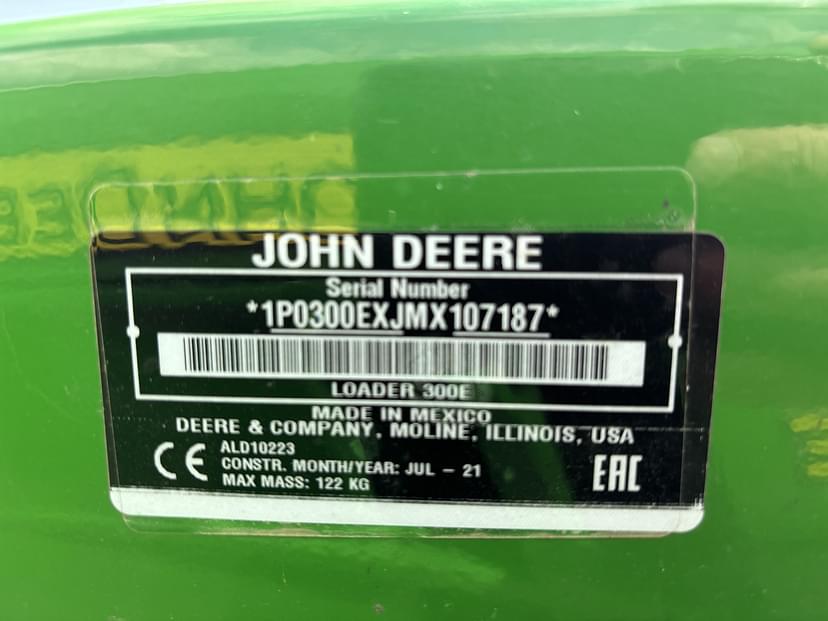 JOHN DEERE
Serial Number
*1P0300EXJMX107187*
LOADER 300E
MADE IN MEXICO
DEERE & COMPANY, MOLINE, ILLINOIS, USA
CE
ALD10223
CONSTR. MONTH/YEAR: JUL - 21
MAX MASS: 122 KG
EAC